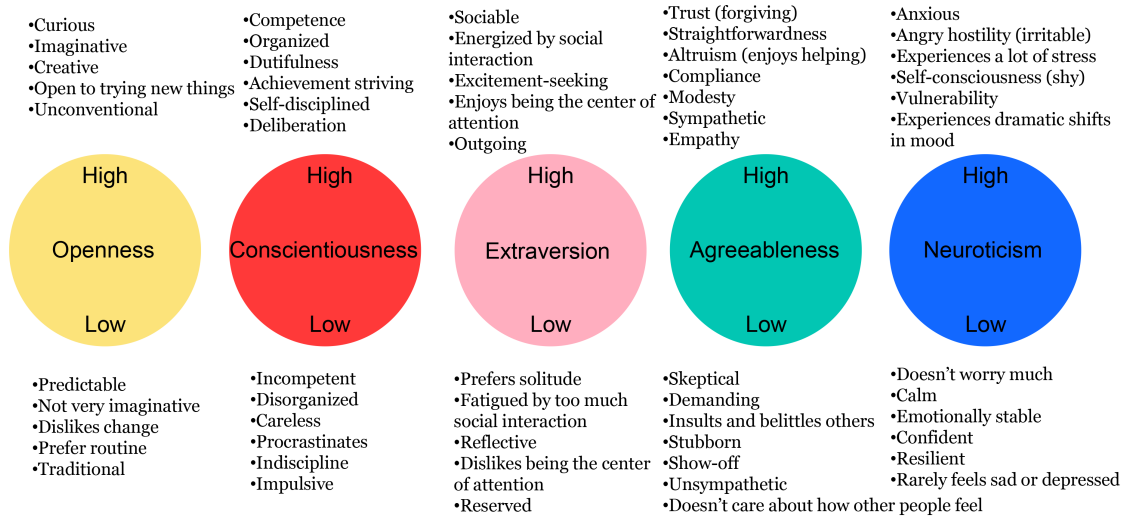 •Curious
•Imaginative
•Creative
•Open to trying new things
•Unconventional
•Competence
•Organized
•Dutifulness
•Achievement striving
•Self-disciplined
•Deliberation
•Sociable
•Energized by social
interaction
•Excitement-seeking
•Enjoys being the center of
attention
•Outgoing
•Trust (forgiving)
•Straightforwardness
•Altruism (enjoys helping)
•Compliance
•Modesty
•Sympathetic
•Empathy
•Anxious
•Angry hostility (irritable)
•Experiences a lot of stress
•Self-consciousness (shy)
•Vulnerability
•Experiences dramatic shifts
in mood
High
Openness
Low
High
Conscientiousness
Low
High
Extraversion
Low
High
Agreeableness
Low
High
Neuroticism
Low
•Predictable
•Not very imaginative
•Dislikes change
•Prefer routine
•Traditional
•Incompetent
•Disorganized
•Careless
•Procrastinates
•Indiscipline
•Impulsive
•Prefers solitude
•Fatigued by too much
social interaction
•Reflective
•Dislikes being the center
of attention
•Reserved
•Skeptical
•Demanding
•Insults and belittles others
•Stubborn
•Show-off
•Unsympathetic
•Doesn’t care about how other people feel
•Doesn’t worry much
•Calm
•Emotionally stable
•Confident
•Resilient
•Rarely feels sad or depressed